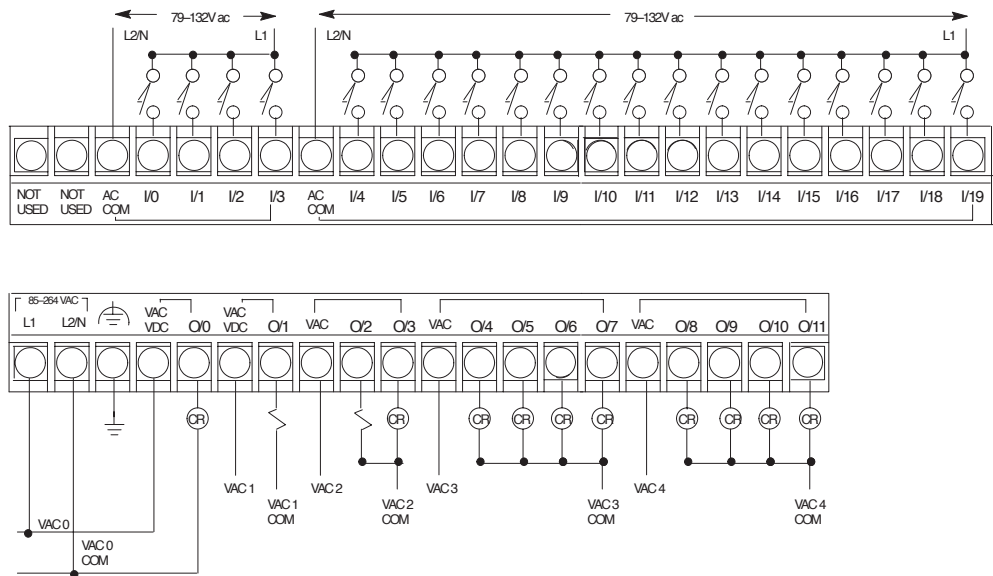 79–132V ac 79–132V ac
L2/N L1 L2/N L1
NOT USED NOT USED AC COM I/0 I/1 I/2 I/3 AC COM I/4 I/5 I/6 I/7 I/8 I/9 I/10 I/11 I/12 I/13 I/14 I/15 I/16 I/17 I/18 I/19
85–264 VAC
L1 L2/N VAC VDC O/0 VAC VDC O/1 VAC O/2 O/3 VAC O/4 O/5 O/6 O/7 VAC O/8 O/9 O/10 O/11
CR CR CR CR CR CR CR CR CR CR
VAC 1 VAC 2 VAC 3 VAC 4
VAC 1 COM VAC 2 COM VAC 3 COM VAC 4 COM
VAC 0
VAC 0 COM